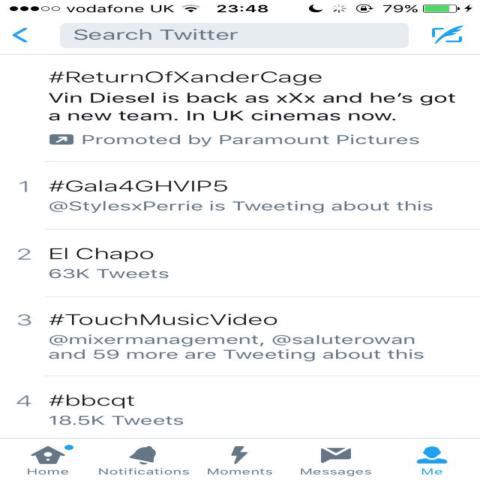 vodafone UK 23:48 79%
Search Twitter
#ReturnOfXanderCage
Vin Diesel is back as xXx and he's got
a new team. In UK cinemas now.
Promoted by Paramount Pictures
1 #Gala4GHVIP5
@StylesxPerrie is Tweeting about this
2 El Chapo
63K Tweets
3 #TouchMusicVideo
@mixermanagement, @saluterowan
and 59 more are Tweeting about this
4 #bbcqt
18.5K Tweets
Home Notifications Moments Messages Me